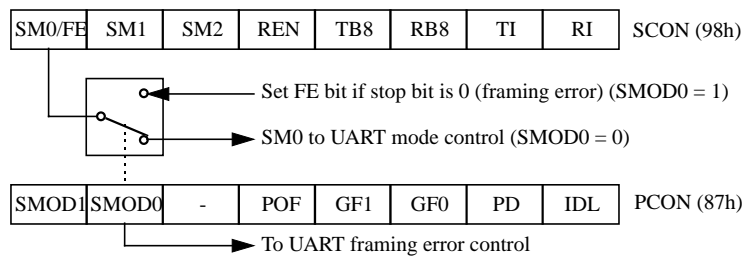 SM0/FE SM1 SM2 REN TB8 RB8 TI RI SCON (98h)
Set FE bit if stop bit is 0 (framing error) (SMOD0 = 1)
SM0 to UART mode control (SMOD0 = 0)
SMOD1 SMOD0 - POF GF1 GF0 PD IDL PCON (87h)
To UART framing error control